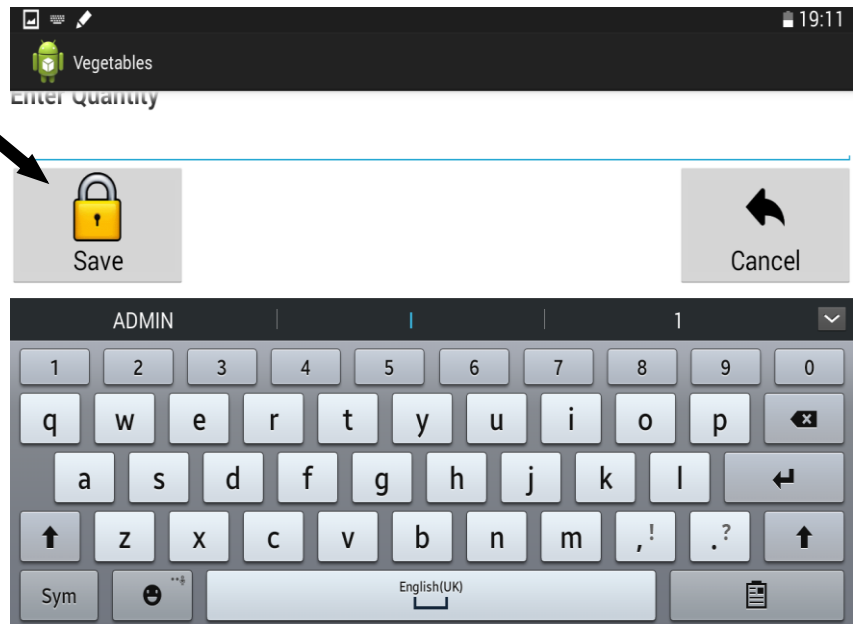 19:11
Vegetables
Enter Quantity
Save
Cancel
ADMIN I 1
1 2 3 4 5 6 7 8 9 0
q w e r t y u i o p
a s d f g h j k l
z x c v b n m ,! .?
Sym English(UK)